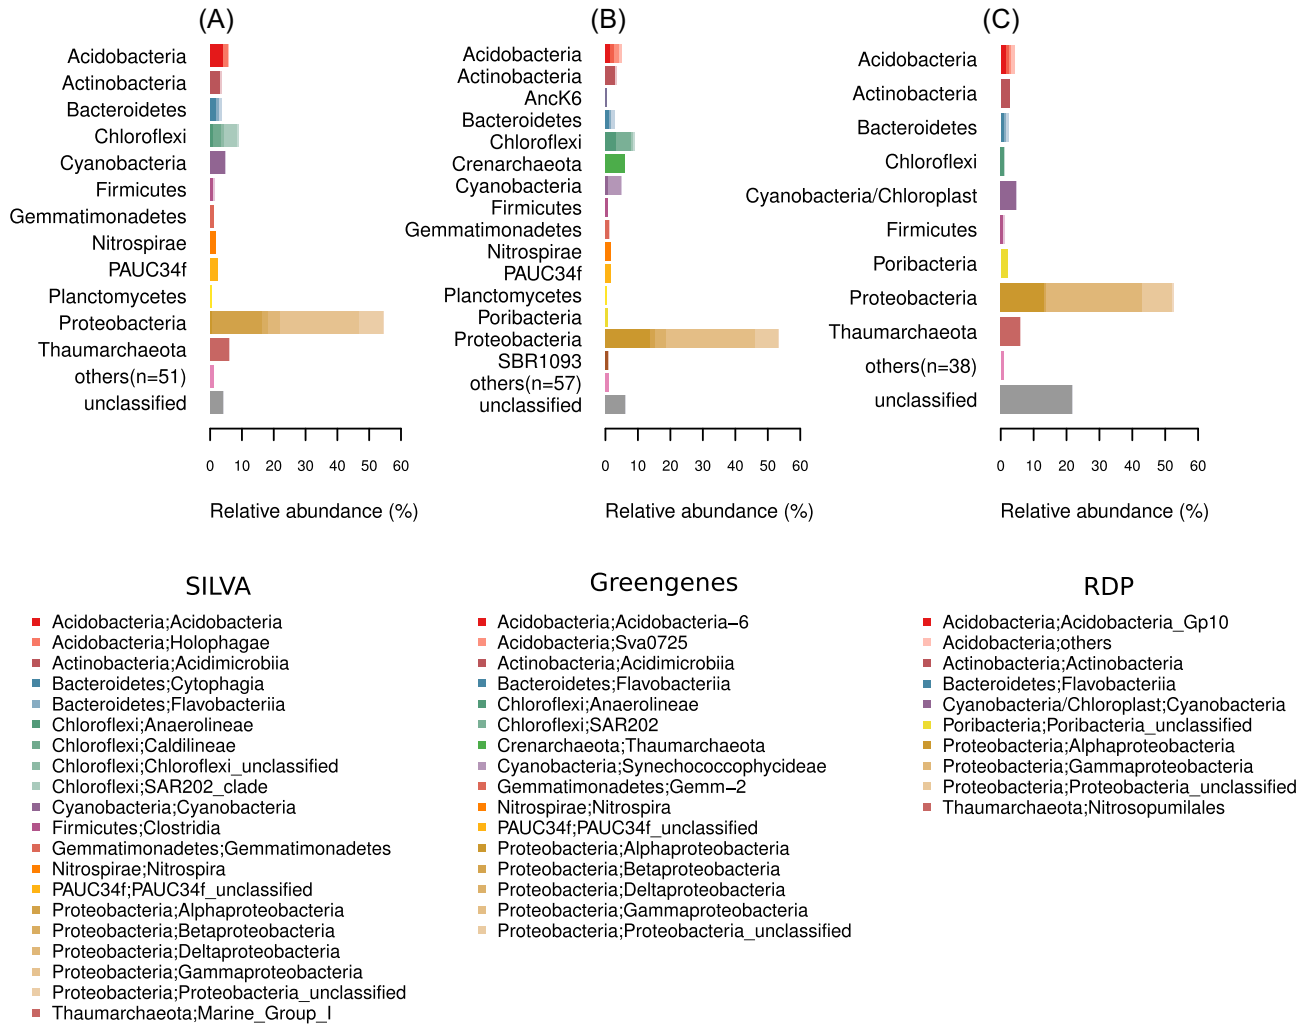 (A)
Acidobacteria
Actinobacteria
Bacteroidetes
Chloroflexi
Cyanobacteria
Firmicutes
Gemmatimonadetes
Nitrospirae
PAUC34f
Planctomycetes
Proteobacteria
Thaumarchaeota
others(n=51)
unclassified
0 10 20 30 40 50 60
Relative abundance (%)
(B)
Acidobacteria
Actinobacteria
AncK6
Bacteroidetes
Chloroflexi
Crenarchaeota
Cyanobacteria
Firmicutes
Gemmatimonadetes
Nitrospirae
PAUC34f
Planctomycetes
Poribacteria
Proteobacteria
SBR1093
others(n=57)
unclassified
0 10 20 30 40 50 60
Relative abundance (%)
(C)
Acidobacteria
Actinobacteria
Bacteroidetes
Chloroflexi
Cyanobacteria/Chloroplast
Firmicutes
Poribacteria
Proteobacteria
Thaumarchaeota
others(n=38)
unclassified
0 10 20 30 40 50 60
Relative abundance (%)
SILVA
Acidobacteria;Acidobacteria
Acidobacteria;Holophagae
Actinobacteria;Acidimicrobiia
Bacteroidetes;Cytophagia
Bacteroidetes;Flavobacteriia
Chloroflexi;Anaerolineae
Chloroflexi;Caldilineae
Chloroflexi;Chloroflexi_unclassified
Chloroflexi;SAR202_clade
Cyanobacteria;Cyanobacteria
Firmicutes;Clostridia
Gemmatimonadetes;Gemmatimonadetes
Nitrospirae;Nitrospira
PAUC34f;PAUC34f_unclassified
Proteobacteria;Alphaproteobacteria
Proteobacteria;Betaproteobacteria
Proteobacteria;Deltaproteobacteria
Proteobacteria;Gammaproteobacteria
Proteobacteria;Proteobacteria_unclassified
Thaumarchaeota;Marine_Group_I
Greengenes
Acidobacteria;Acidobacteria−6
Acidobacteria;Sva0725
Actinobacteria;Acidimicrobiia
Bacteroidetes;Flavobacteriia
Chloroflexi;Anaerolineae
Chloroflexi;SAR202
Crenarchaeota;Thaumarchaeota
Cyanobacteria;Synechococcophycideae
Gemmatimonadetes;Gemm−2
Nitrospirae;Nitrospira
PAUC34f;PAUC34f_unclassified
Proteobacteria;Alphaproteobacteria
Proteobacteria;Betaproteobacteria
Proteobacteria;Deltaproteobacteria
Proteobacteria;Gammaproteobacteria
Proteobacteria;Proteobacteria_unclassified
RDP
Acidobacteria;Acidobacteria_Gp10
Acidobacteria;others
Actinobacteria;Actinobacteria
Bacteroidetes;Flavobacteriia
Cyanobacteria/Chloroplast;Cyanobacteria
Poribacteria;Poribacteria_unclassified
Proteobacteria;Alphaproteobacteria
Proteobacteria;Gammaproteobacteria
Proteobacteria;Proteobacteria_unclassified
Thaumarchaeota;Nitrosopumilales